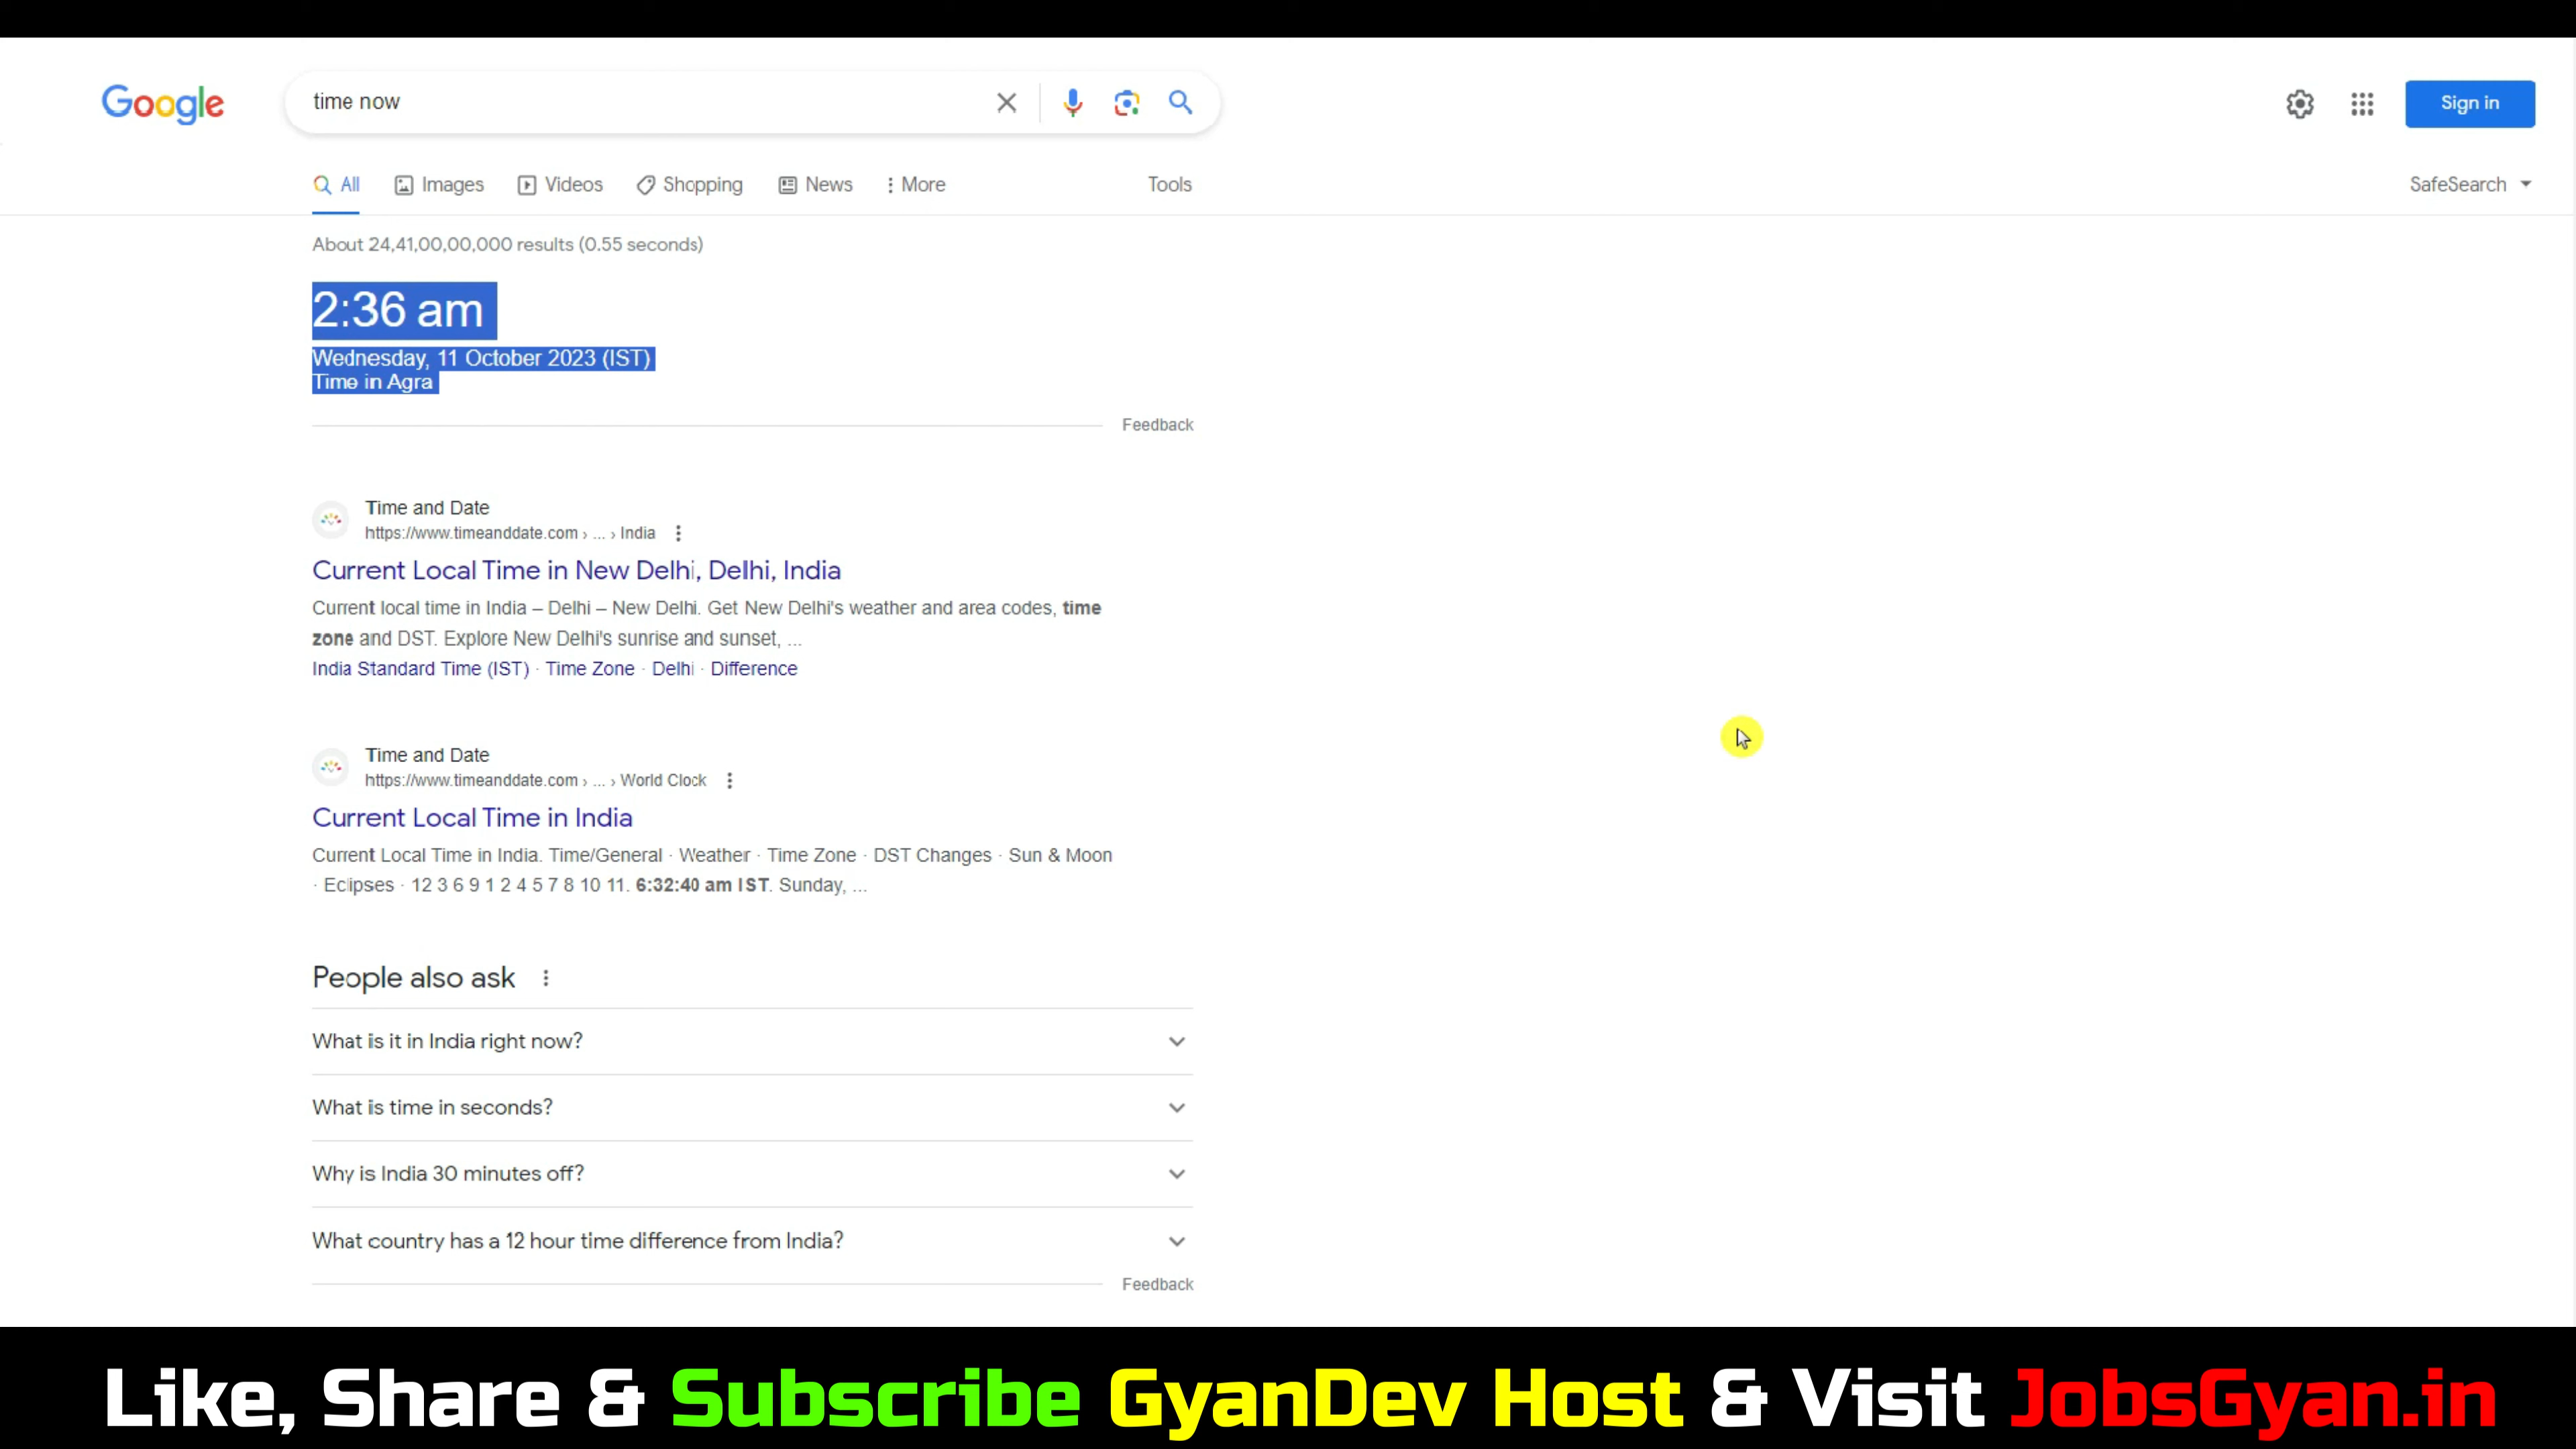 Google
time now
Sign in
All
Images
Videos
Shopping
News
More
Tools
SafeSearch
About 24,41,00,00,000 results (0.55 seconds)
2:36 am
Wednesday, 11 October 2023 (IST)
Time in Agra
Feedback
Time and Date
https://www.timeanddate.com › ... › India
Current Local Time in New Delhi, Delhi, India
Current local time in India – Delhi – New Delhi. Get New Delhi's weather and area codes, time
zone and DST. Explore New Delhi's sunrise and sunset, ...
India Standard Time (IST) · Time Zone · Delhi · Difference
Time and Date
https://www.timeanddate.com › ... › World Clock
Current Local Time in India
Current Local Time in India. Time/General · Weather · Time Zone · DST Changes · Sun & Moon
· Eclipses · 12 3 6 9 1 2 4 5 7 8 10 11. 6:32:40 am IST. Sunday, ...
People also ask
What is it in India right now?
What is time in seconds?
Why is India 30 minutes off?
What country has a 12 hour time difference from India?
Feedback
Like, Share & Subscribe GyanDev Host & Visit JobsGyan.in